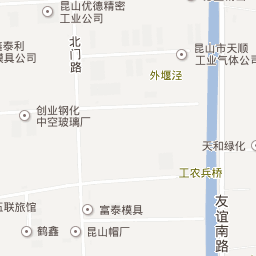 昆山优德精密
工业公司
北门路
鑫泰利
模具公司
昆山市天顺
工业气体公司
外堰泾
创业钢化
中空玻璃厂
天和绿化
工农兵桥
友谊南路
五联旅馆
富泰模具
鹤鑫
昆山帽厂